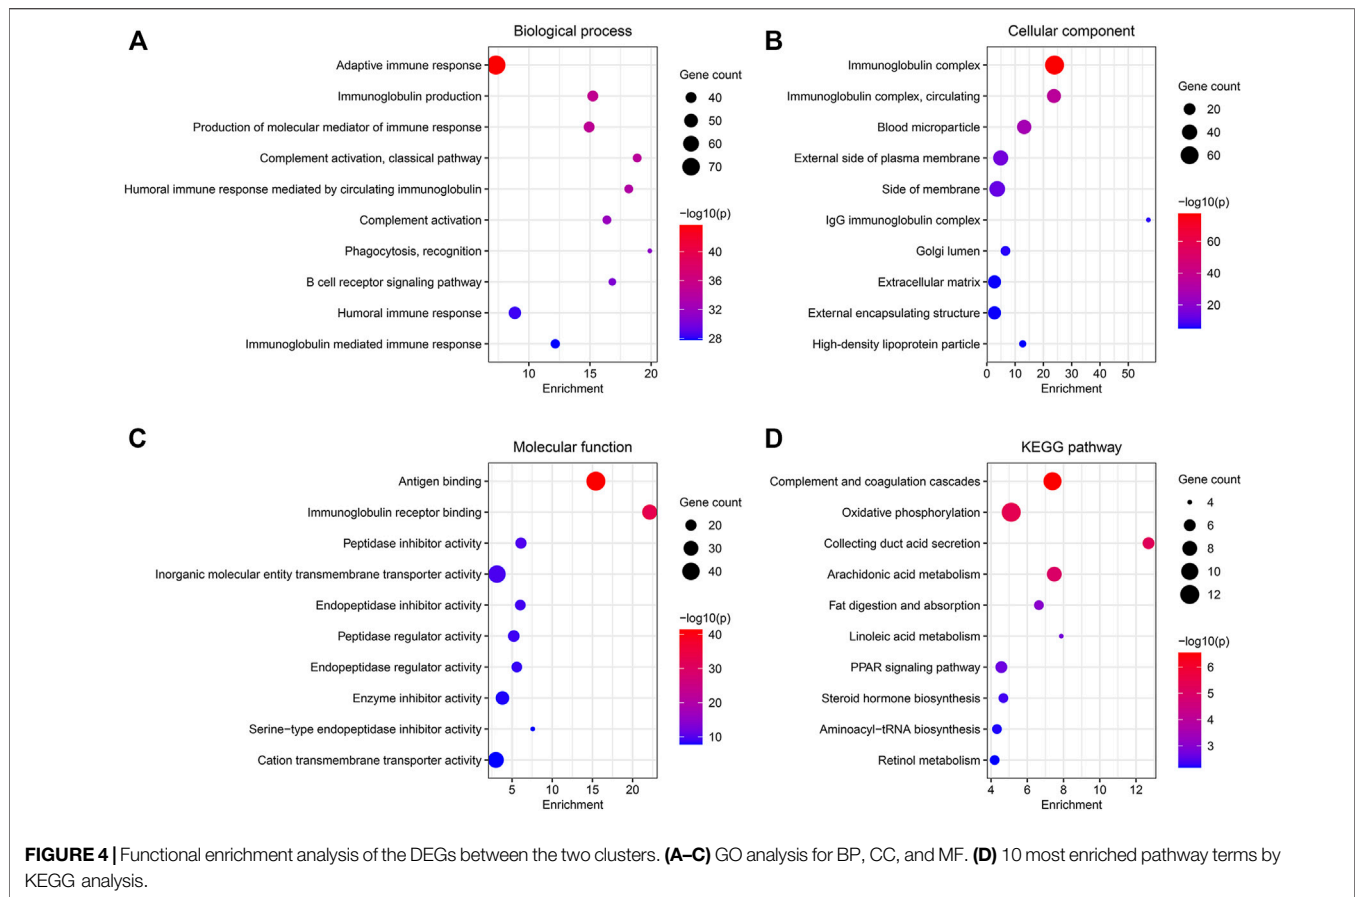 A
Biological process
Adaptive immune response
Immunoglobulin production
Production of molecular mediator of immune response
Complement activation, classical pathway
Humoral immune response mediated by circulating immunoglobulin
Complement activation
Phagocytosis, recognition
B cell receptor signaling pathway
Humoral immune response
Immunoglobulin mediated immune response
10 15 20
Enrichment
Gene count
40
50
60
70
−log10(p)
40
36
32
28
B
Cellular component
Immunoglobulin complex
Immunoglobulin complex, circulating
Blood microparticle
External side of plasma membrane
Side of membrane
IgG immunoglobulin complex
Golgi lumen
Extracellular matrix
External encapsulating structure
High-density lipoprotein particle
0 10 20 30 40 50
Enrichment
Gene count
20
40
60
−log10(p)
60
40
20
C
Molecular function
Antigen binding
Immunoglobulin receptor binding
Peptidase inhibitor activity
Inorganic molecular entity transmembrane transporter activity
Endopeptidase inhibitor activity
Peptidase regulator activity
Endopeptidase regulator activity
Enzyme inhibitor activity
Serine−type endopeptidase inhibitor activity
Cation transmembrane transporter activity
5 10 15 20
Enrichment
Gene count
20
30
40
−log10(p)
40
30
20
10
D
KEGG pathway
Complement and coagulation cascades
Oxidative phosphorylation
Collecting duct acid secretion
Arachidonic acid metabolism
Fat digestion and absorption
Linoleic acid metabolism
PPAR signaling pathway
Steroid hormone biosynthesis
Aminoacyl−tRNA biosynthesis
Retinol metabolism
4 6 8 10 12
Enrichment
Gene count
4
6
8
10
12
−log10(p)
6
5
4
3
FIGURE 4 | Functional enrichment analysis of the DEGs between the two clusters. (A–C) GO analysis for BP, CC, and MF. (D) 10 most enriched pathway terms by
KEGG analysis.